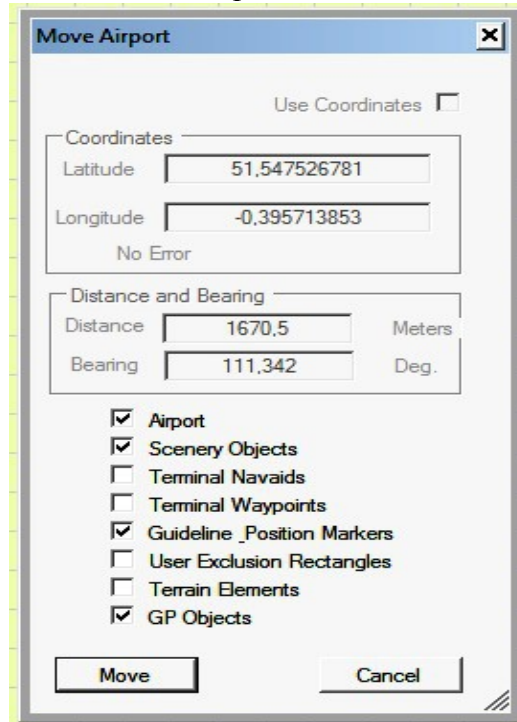 Move Airport
Use Coordinates
Coordinates
Latitude 51,547526781
Longitude -0,395713853
No Error
Distance and Bearing
Distance 1670,5 Meters
Bearing 111,342 Deg.
Airport
Scenery Objects
Terminal Navaids
Terminal Waypoints
Guideline _Position Markers
User Exclusion Rectangles
Terrain Elements
GP Objects
Move Cancel